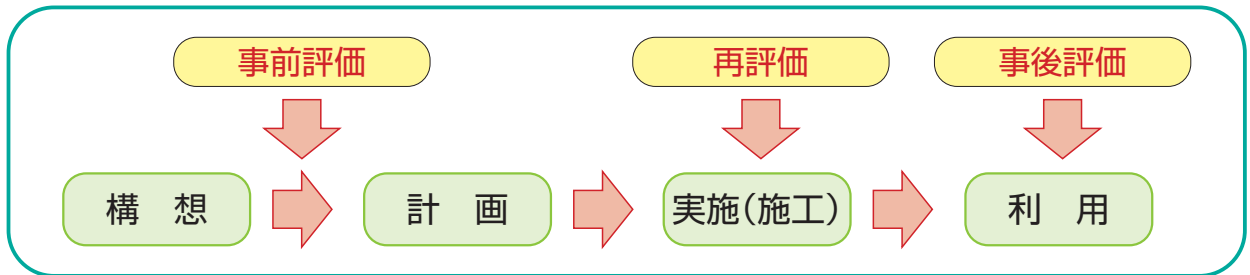 事前評価
再評価
事後評価
構　想
計　画
実施(施工)
利　用